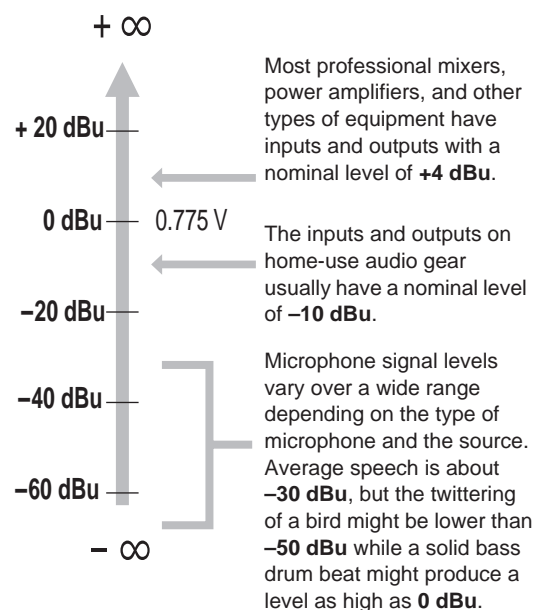 + ∞
Most professional mixers,
power amplifiers, and other
types of equipment have
inputs and outputs with a
nominal level of +4 dBu.
+ 20 dBu
0 dBu 0.775 V
The inputs and outputs on
home-use audio gear
usually have a nominal level
of –10 dBu.
–20 dBu
Microphone signal levels
vary over a wide range
depending on the type of
microphone and the source.
Average speech is about
–30 dBu, but the twittering
of a bird might be lower than
–50 dBu while a solid bass
drum beat might produce a
level as high as 0 dBu.
–40 dBu
–60 dBu
– ∞